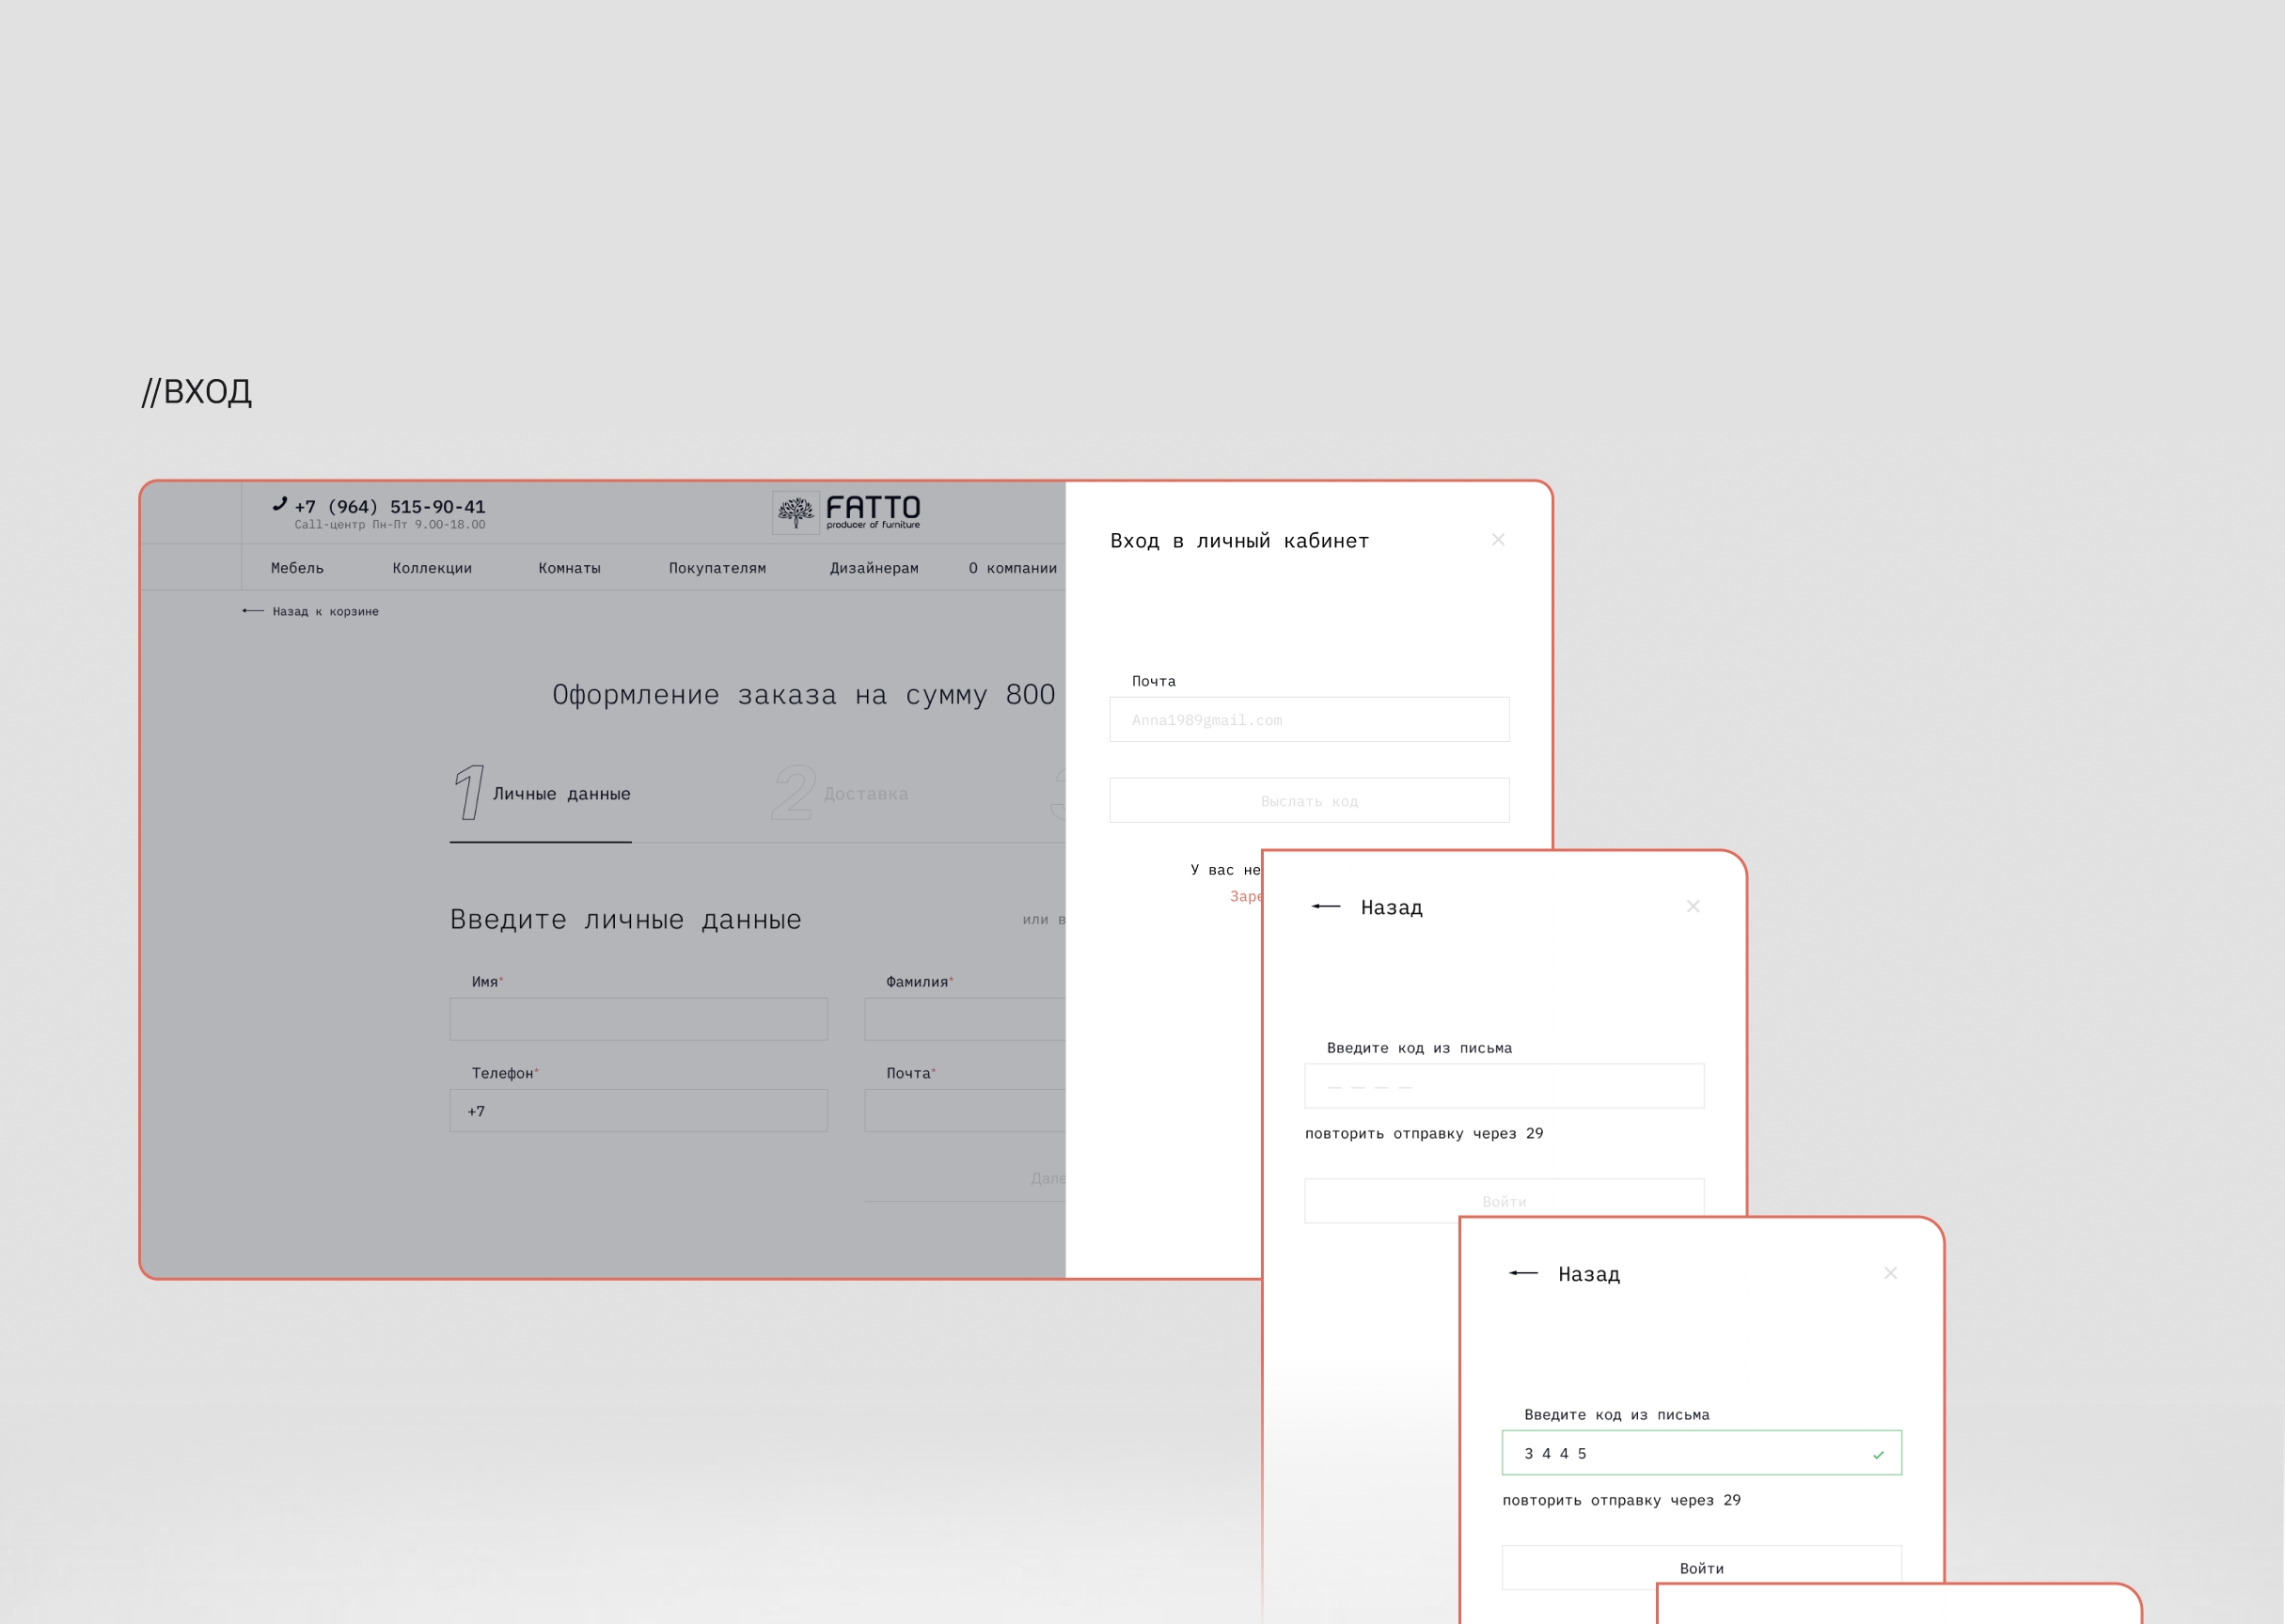 //ВХОД
+7 (964) 515-90-41
Call-центр Пн-Пт 9.00-18.00
FATTO
producer of furniture
Мебель Коллекции Комнаты Покупателям Дизайнерам О компании
Назад к корзине
Оформление заказа на сумму 800
1 Личные данные 2 Доставка 3
Введите личные данные
или в
Имя* Фамилия*
Телефон* Почта*
+7
Вход в личный кабинет
Почта
Anna1989gmail.com
Выслать код
У вас не
Назад
Введите код из письма
повторить отправку через 29
Войти
Назад
Введите код из письма
3 4 4 5
повторить отправку через 29
Войти